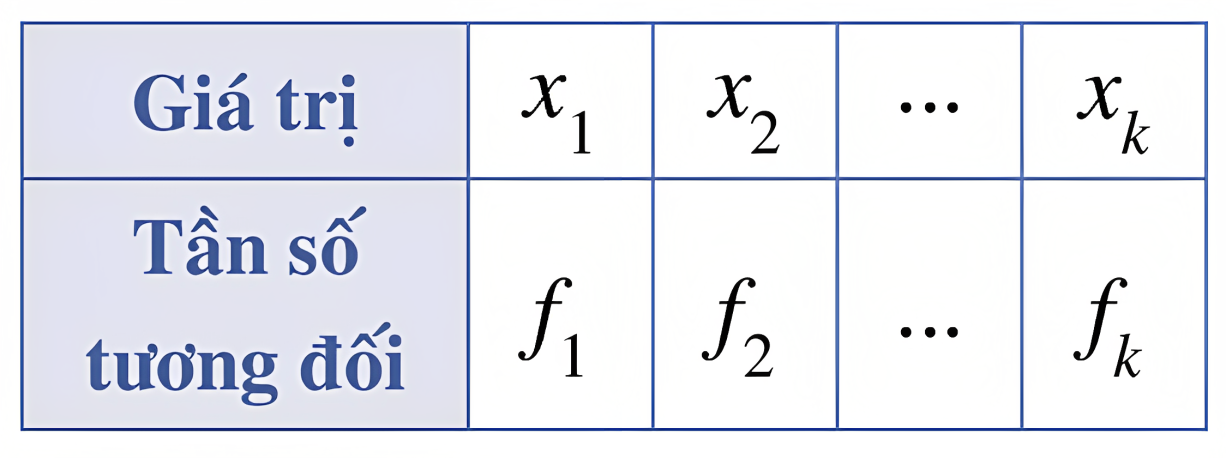 Giá trị x₁ x₂ ... xₖ
Tần số
tương đối f₁ f₂ ... fₖ